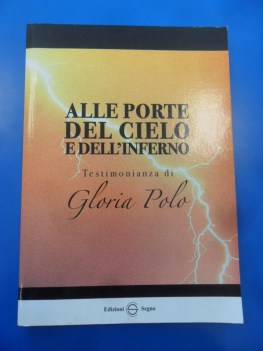 ALLE PORTE
DEL CIELO
E DELL'INFERNO
Testimonianza di
Gloria Polo
Edizioni Segno